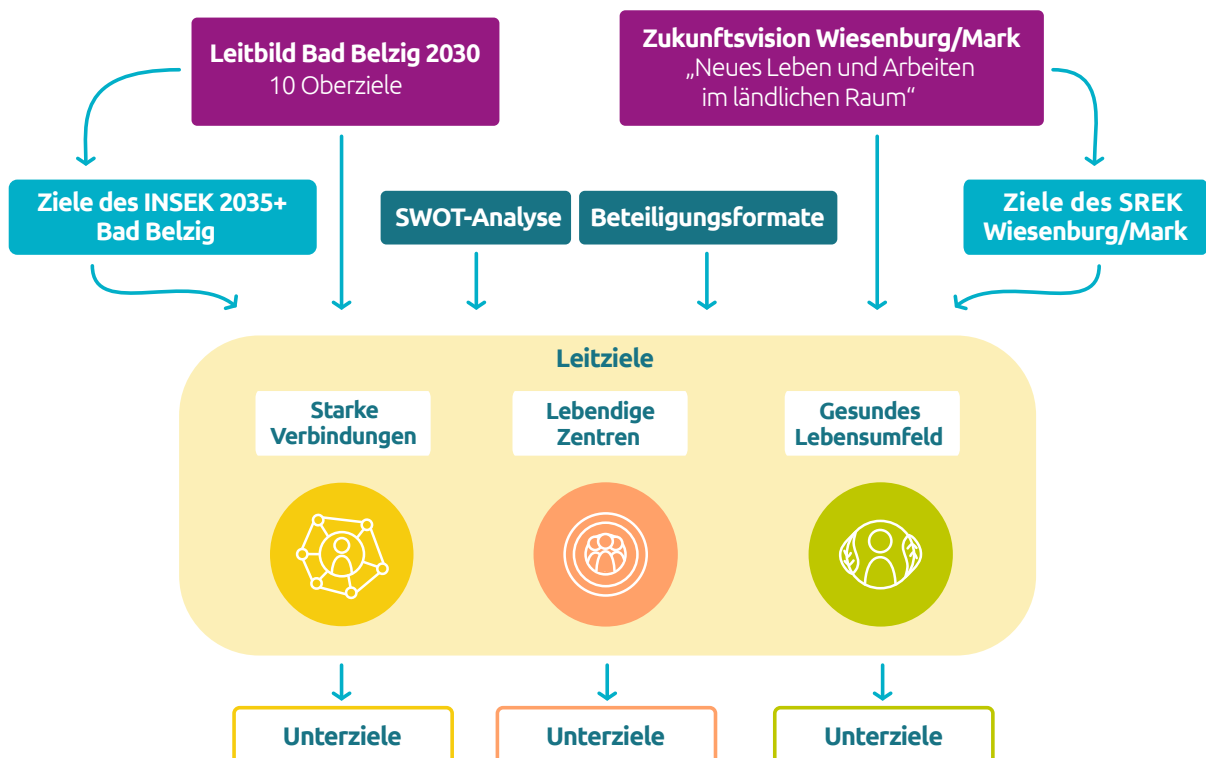 Leitbild Bad Belzig 2030
10 Oberziele
Zukunftsvision Wiesenburg/Mark
„Neues Leben und Arbeiten
im ländlichen Raum“
Ziele des INSEK 2035+
Bad Belzig
SWOT-Analyse
Beteiligungsformate
Ziele des SREK
Wiesenburg/Mark
Leitziele
Starke
Verbindungen
Lebendige
Zentren
Gesundes
Lebensumfeld
Unterziele
Unterziele
Unterziele